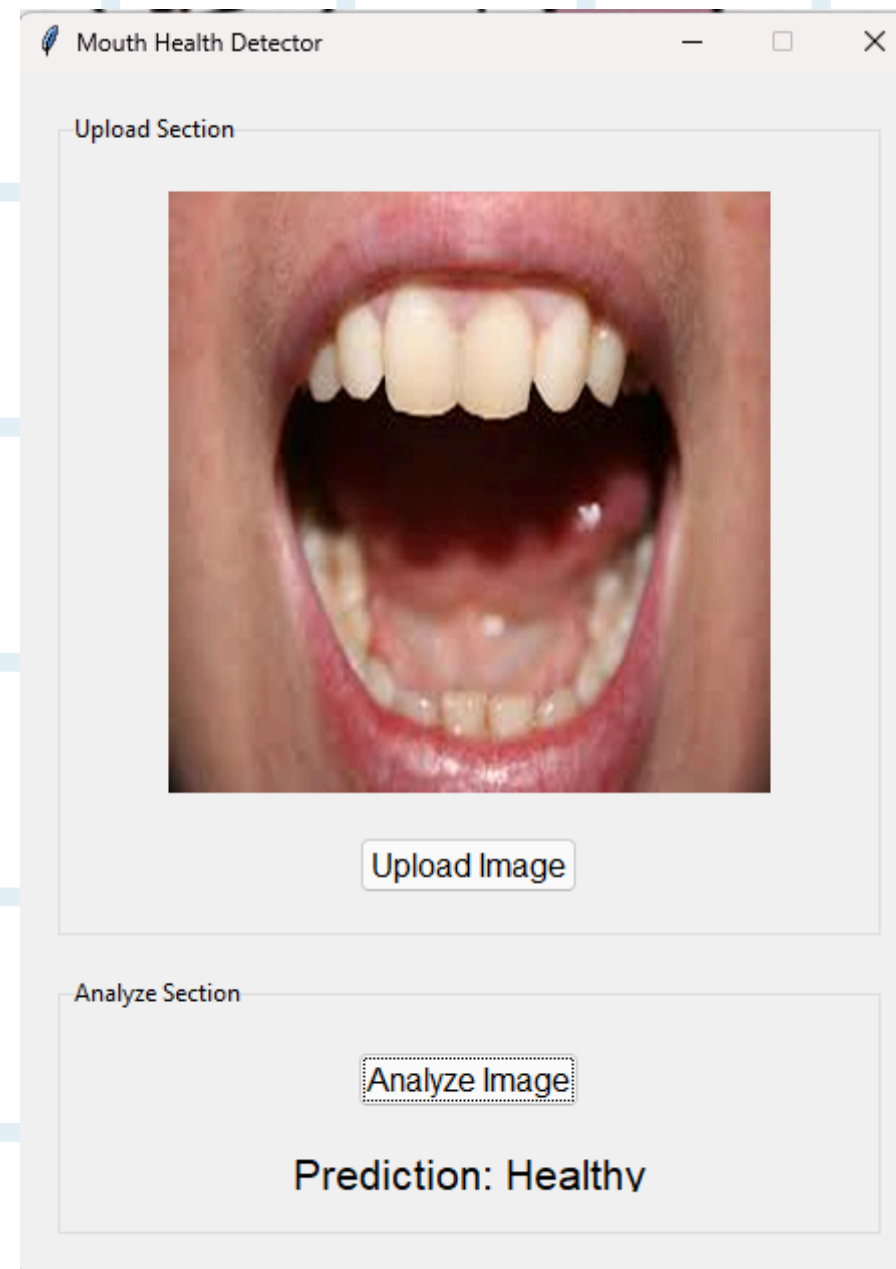 Mouth Health Detector
Upload Section
Upload Image
Analyze Section
Analyze Image
Prediction: Healthy